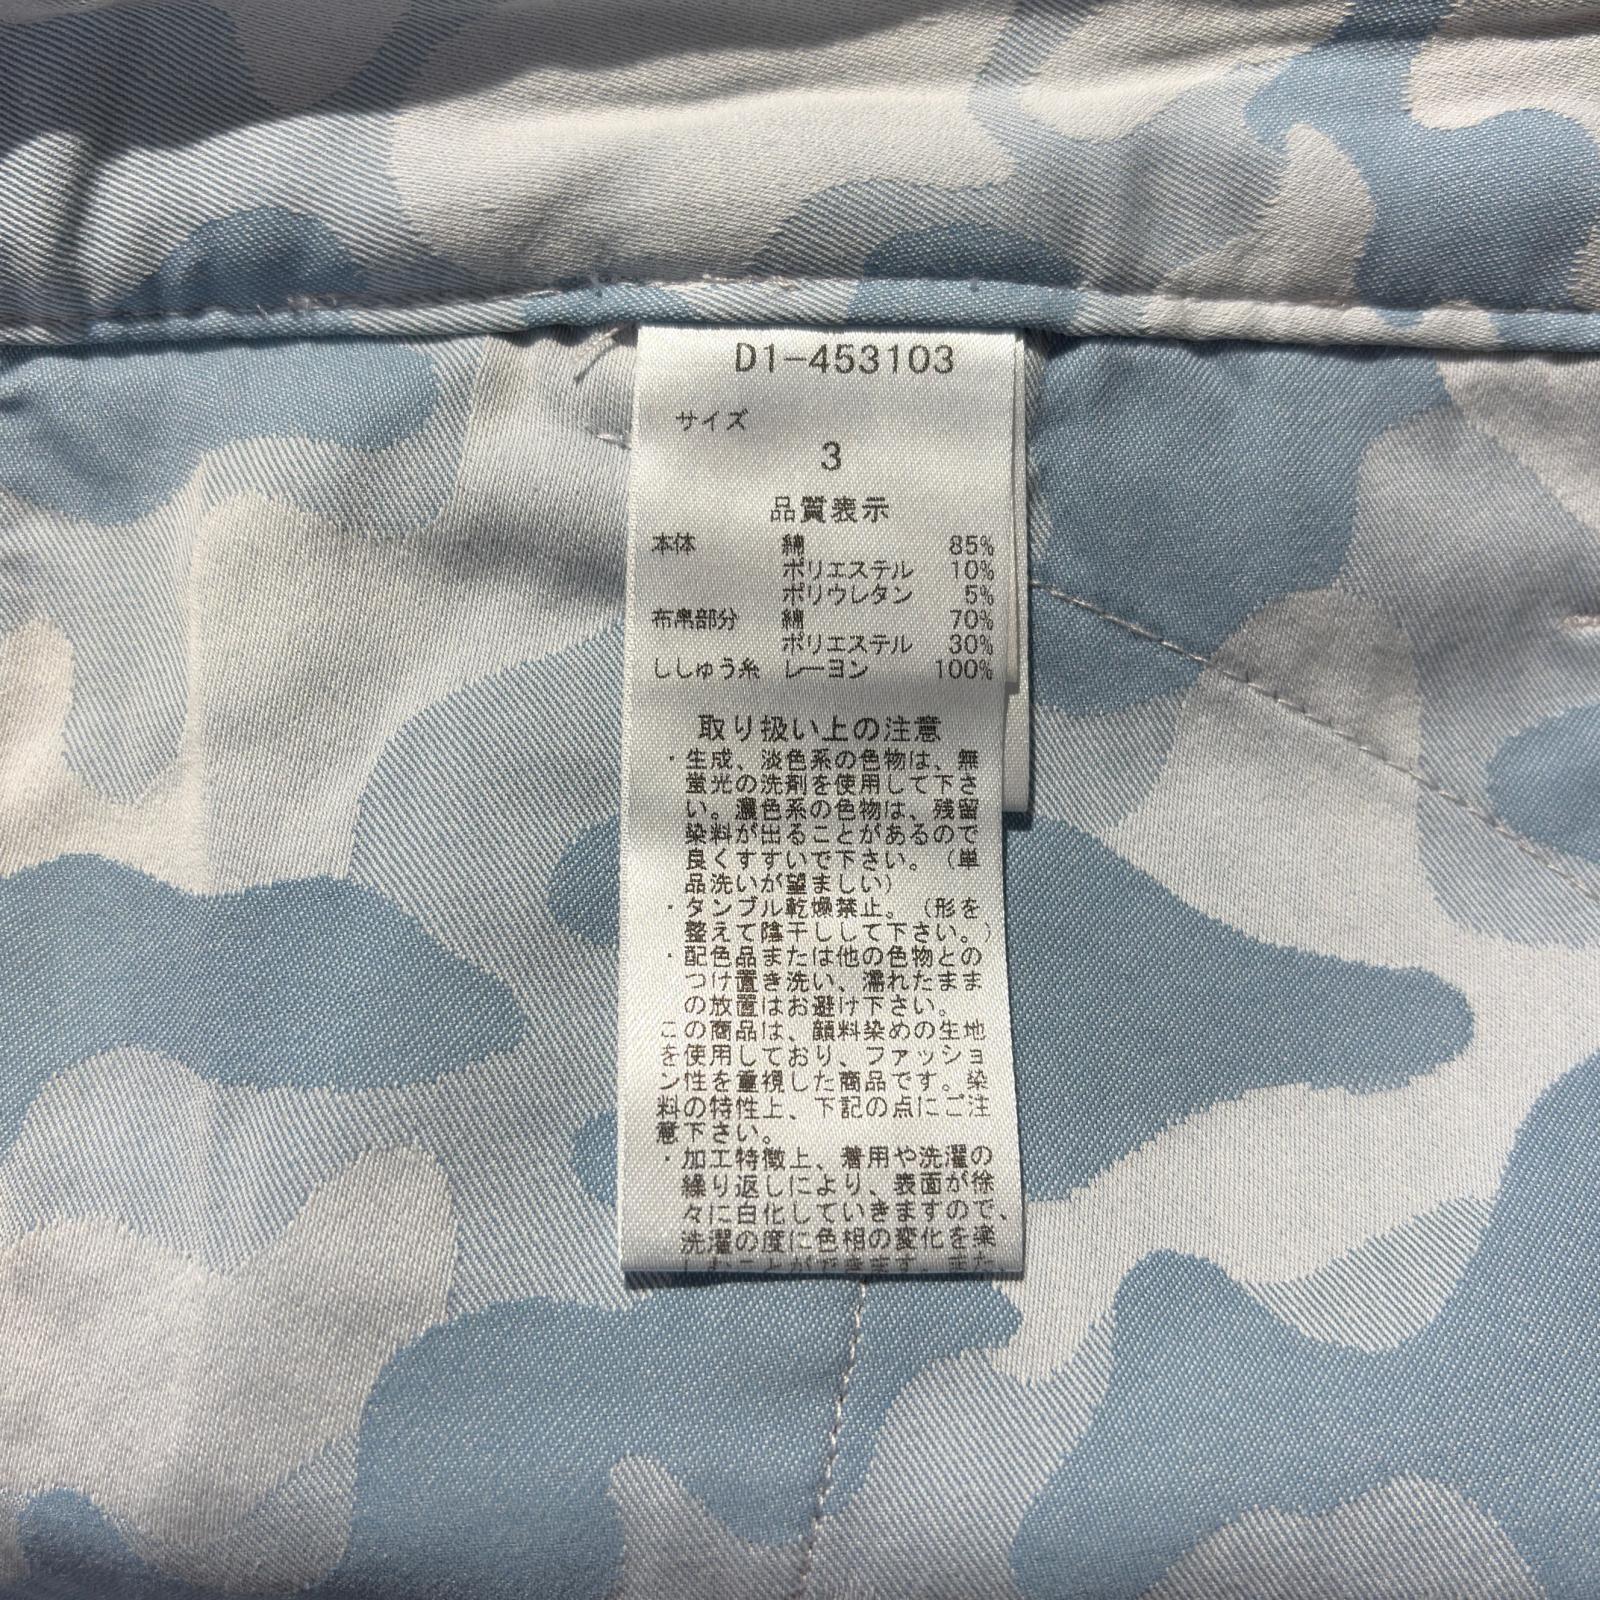 D1-453103
サイズ
3
品質表示
本体 綿 85%
ポリエステル 10%
ポリウレタン 5%
布帛部分 綿 70%
ポリエステル 30%
ししゅう糸 レーヨン 100%
取り扱い上の注意
・生成、淡色系の色物は、無
蛍光の洗剤を使用して下さ
い。濃色系の色物は、残留
染料が出ることがあるので
良くすすいで下さい。（単
品洗いが望ましい）
・タンブル乾燥禁止。（形を
整えて陰干しして下さい。）
・配色品または他の色物との
つけ置き洗い、濡れたまま
の放置はお避け下さい。
この商品は、顔料染めの生地
を使用しており、ファッショ
ン性を重視した商品です。染
料の特性上、下記の点にご注
意下さい。
・加工特徴上、着用や洗濯の
繰り返しにより、表面が徐
々に白化していきますので、
洗濯の度に色相の変化を楽
しむことができます。また、